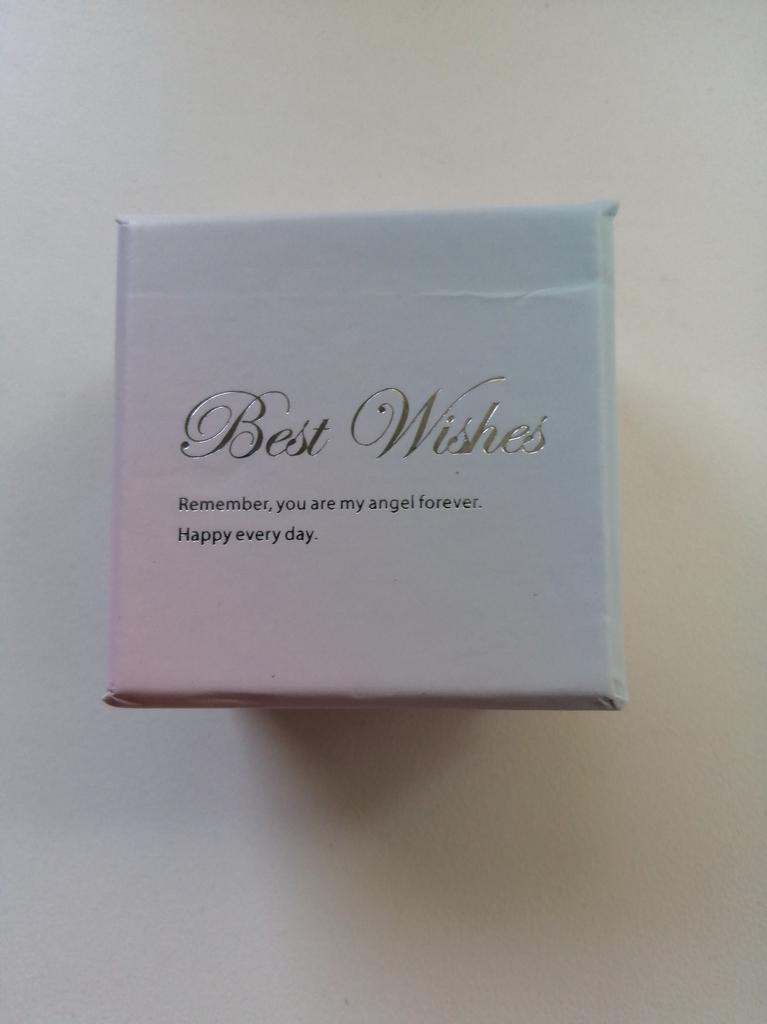 Best Wishes
Remember, you are my angel forever.
Happy every day.